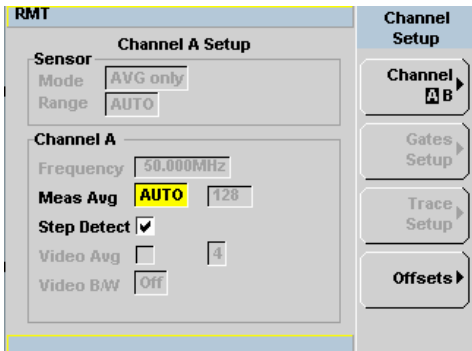 RMT
Channel A Setup
Sensor
Mode AVG only
Range AUTO
Channel A
Frequency 50.000MHz
Meas Avg AUTO 128
Step Detect
Video Avg 4
Video B/W Off
Channel
Setup
Channel
A B
Gates
Setup
Trace
Setup
Offsets